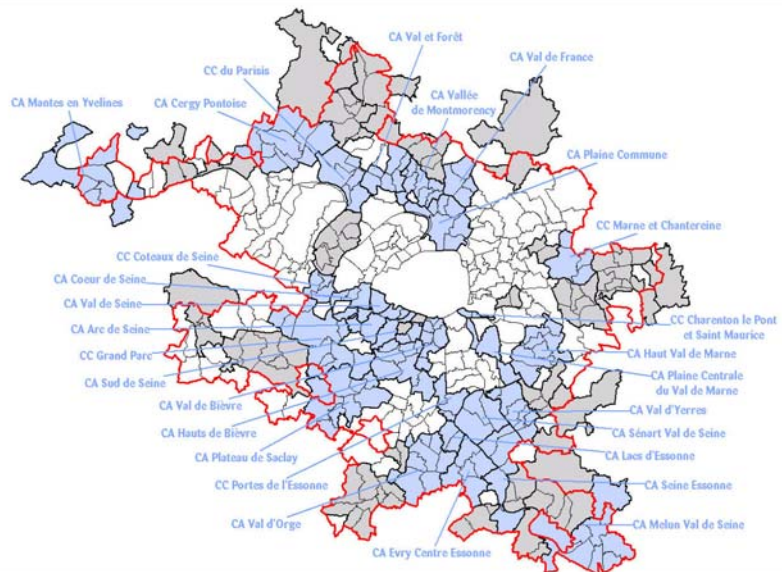 CA Val et Forêt
CA Val de France
CC du Parisis
CA Mantes en Yvelines
CA Cergy Pontoise
CA Vallée
de Montmorency
CA Plaine Commune
CC Marne et Chantereine
CC Coteaux de Seine
CA Coeur de Seine
CA Val de Seine
CA Arc de Seine
CC Grand Parc
CA Sud de Seine
CA Val de Bièvre
CA Hauts de Bièvre
CA Plateau de Saclay
CC Portes de l'Essonne
CA Val d'Orge
CA Evry Centre Essonne
CC Charenton le Pont
et Saint Maurice
CA Haut Val de Marne
CA Plaine Centrale
du Val de Marne
CA Val d'Yerres
CA Sénart Val de Seine
CA Lacs d'Essonne
CA Seine Essonne
CA Melun Val de Seine